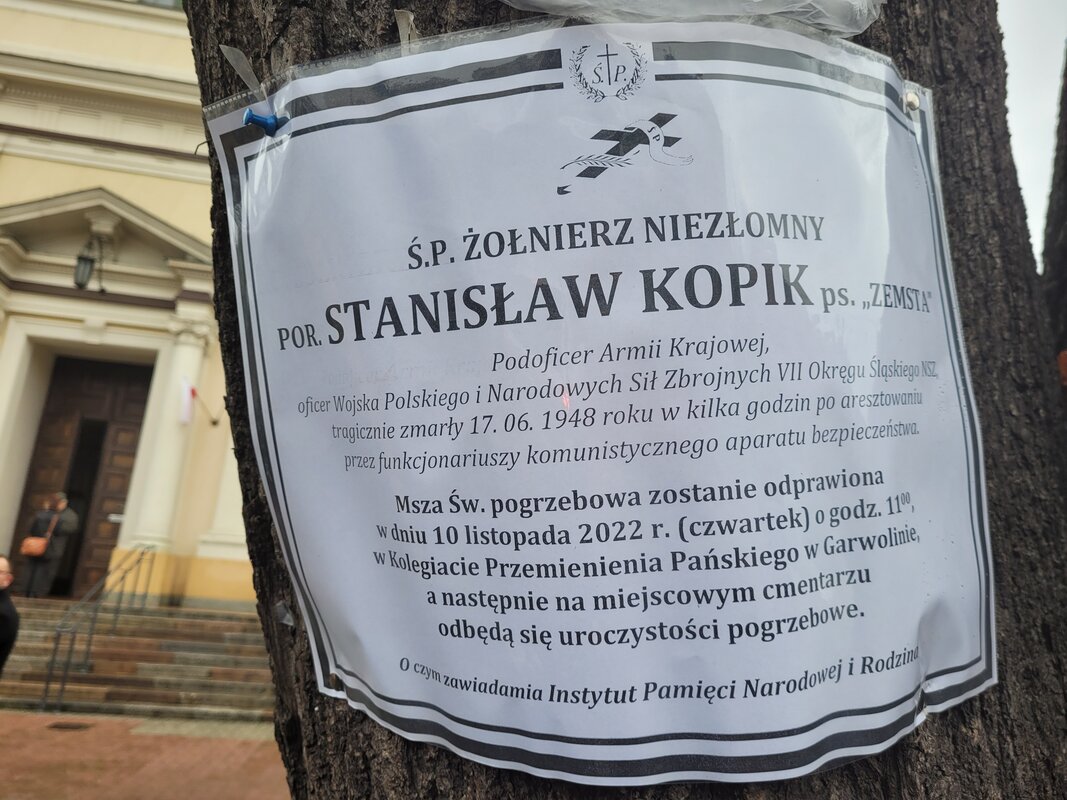 Ś. P.
Ś P
Ś.P. ŻOŁNIERZ NIEZŁOMNY
POR. STANISŁAW KOPIK ps. „ZEMSTA"
Podoficer Armii Krajowej,
oficer Wojska Polskiego i Narodowych Sił Zbrojnych VII Okręgu Śląskiego NSZ,
tragicznie zmarły 17. 06. 1948 roku w kilka godzin po aresztowaniu
przez funkcjonariuszy komunistycznego aparatu bezpieczeństwa.
Msza Św. pogrzebowa zostanie odprawiona
w dniu 10 listopada 2022 r. (czwartek) o godz. 11⁰⁰,
w Kolegiacie Przemienienia Pańskiego w Garwolinie,
a następnie na miejscowym cmentarzu
odbędą się uroczystości pogrzebowe.
O czym zawiadamia Instytut Pamięci Narodowej i Rodzina